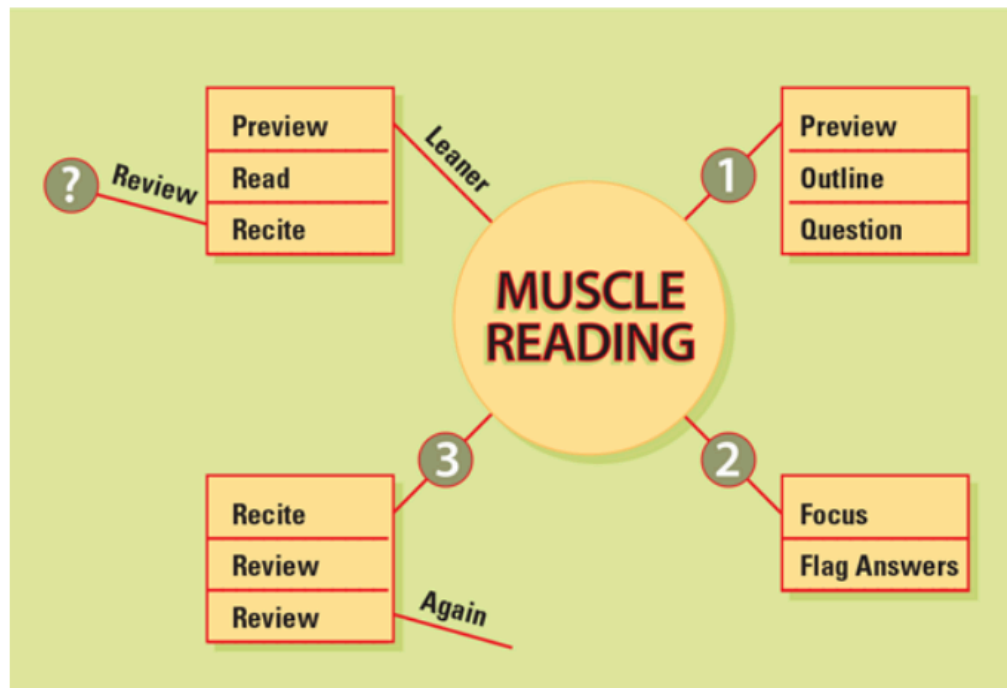 MUSCLE
READING
1
Preview
Outline
Question
2
Focus
Flag Answers
3
Recite
Review
Review
Again
Leaner
Preview
Read
Recite
Review
?